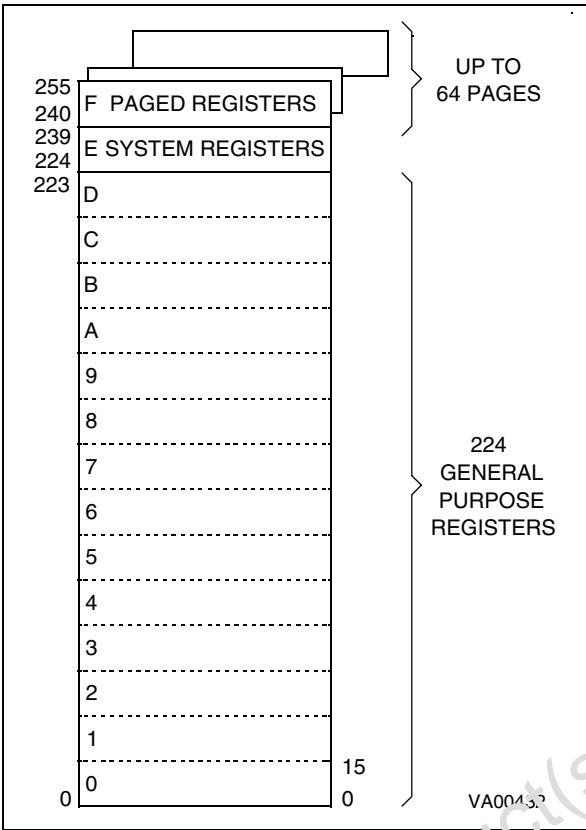 UP TO
64 PAGES
255
F PAGED REGISTERS
240
239
E SYSTEM REGISTERS
224
223
D
C
B
A
9
8
7
6
5
4
3
2
1
0
15
0
0
224
GENERAL
PURPOSE
REGISTERS